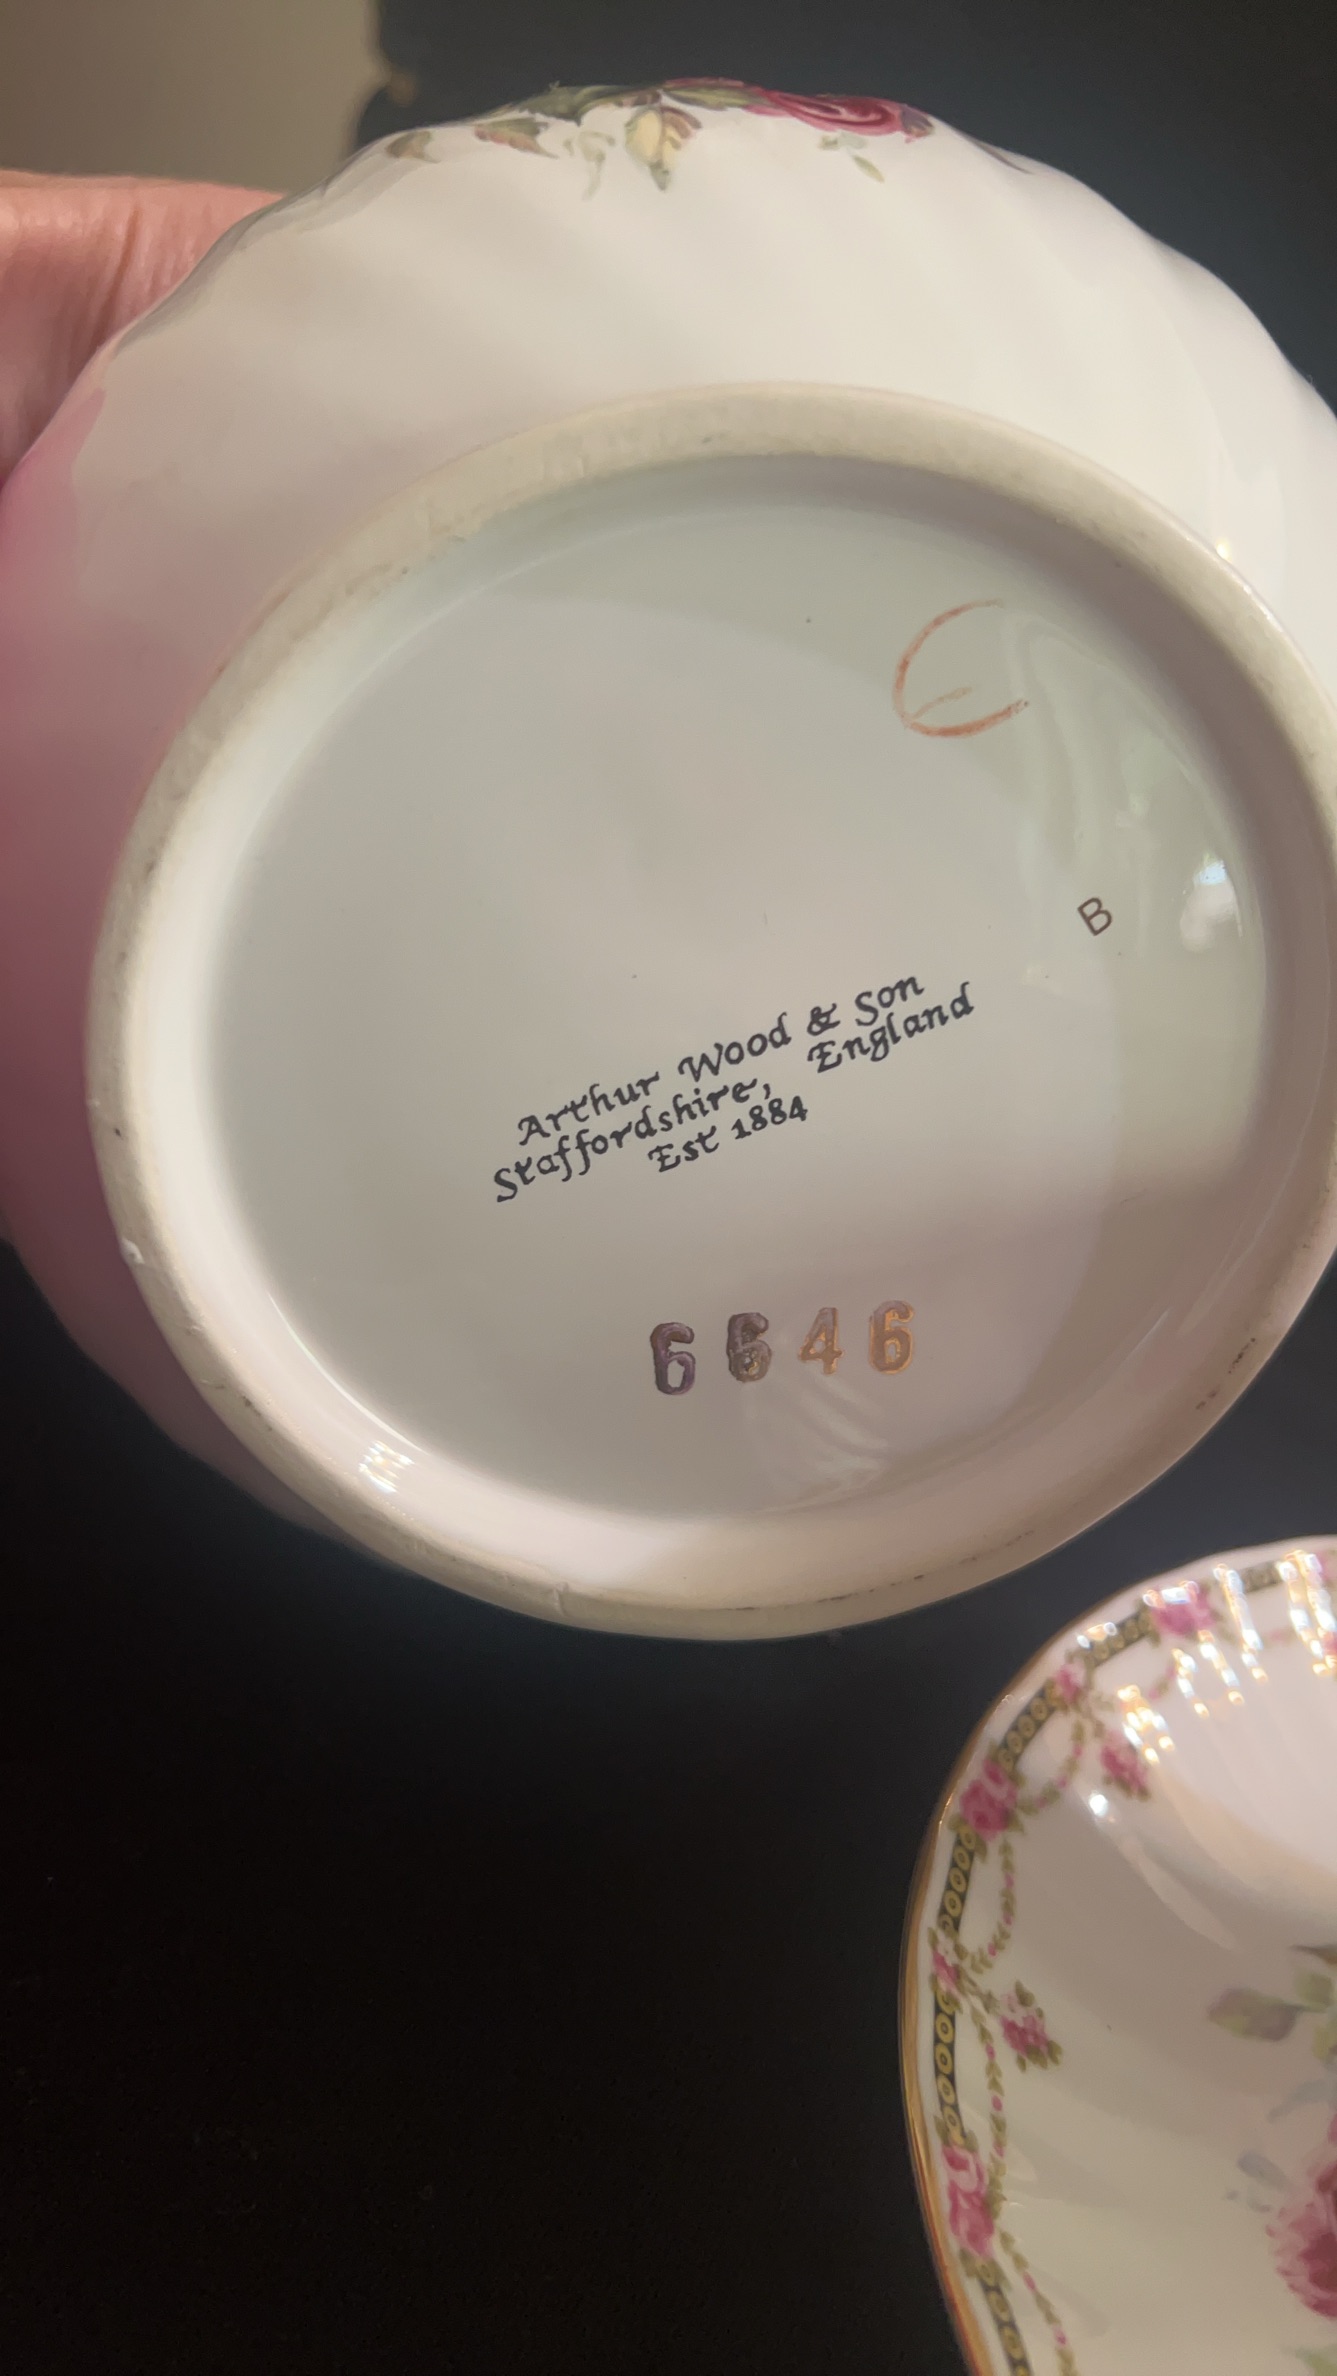 B
Arthur Wood & Son
Staffordshire, England
Est 1884
6646